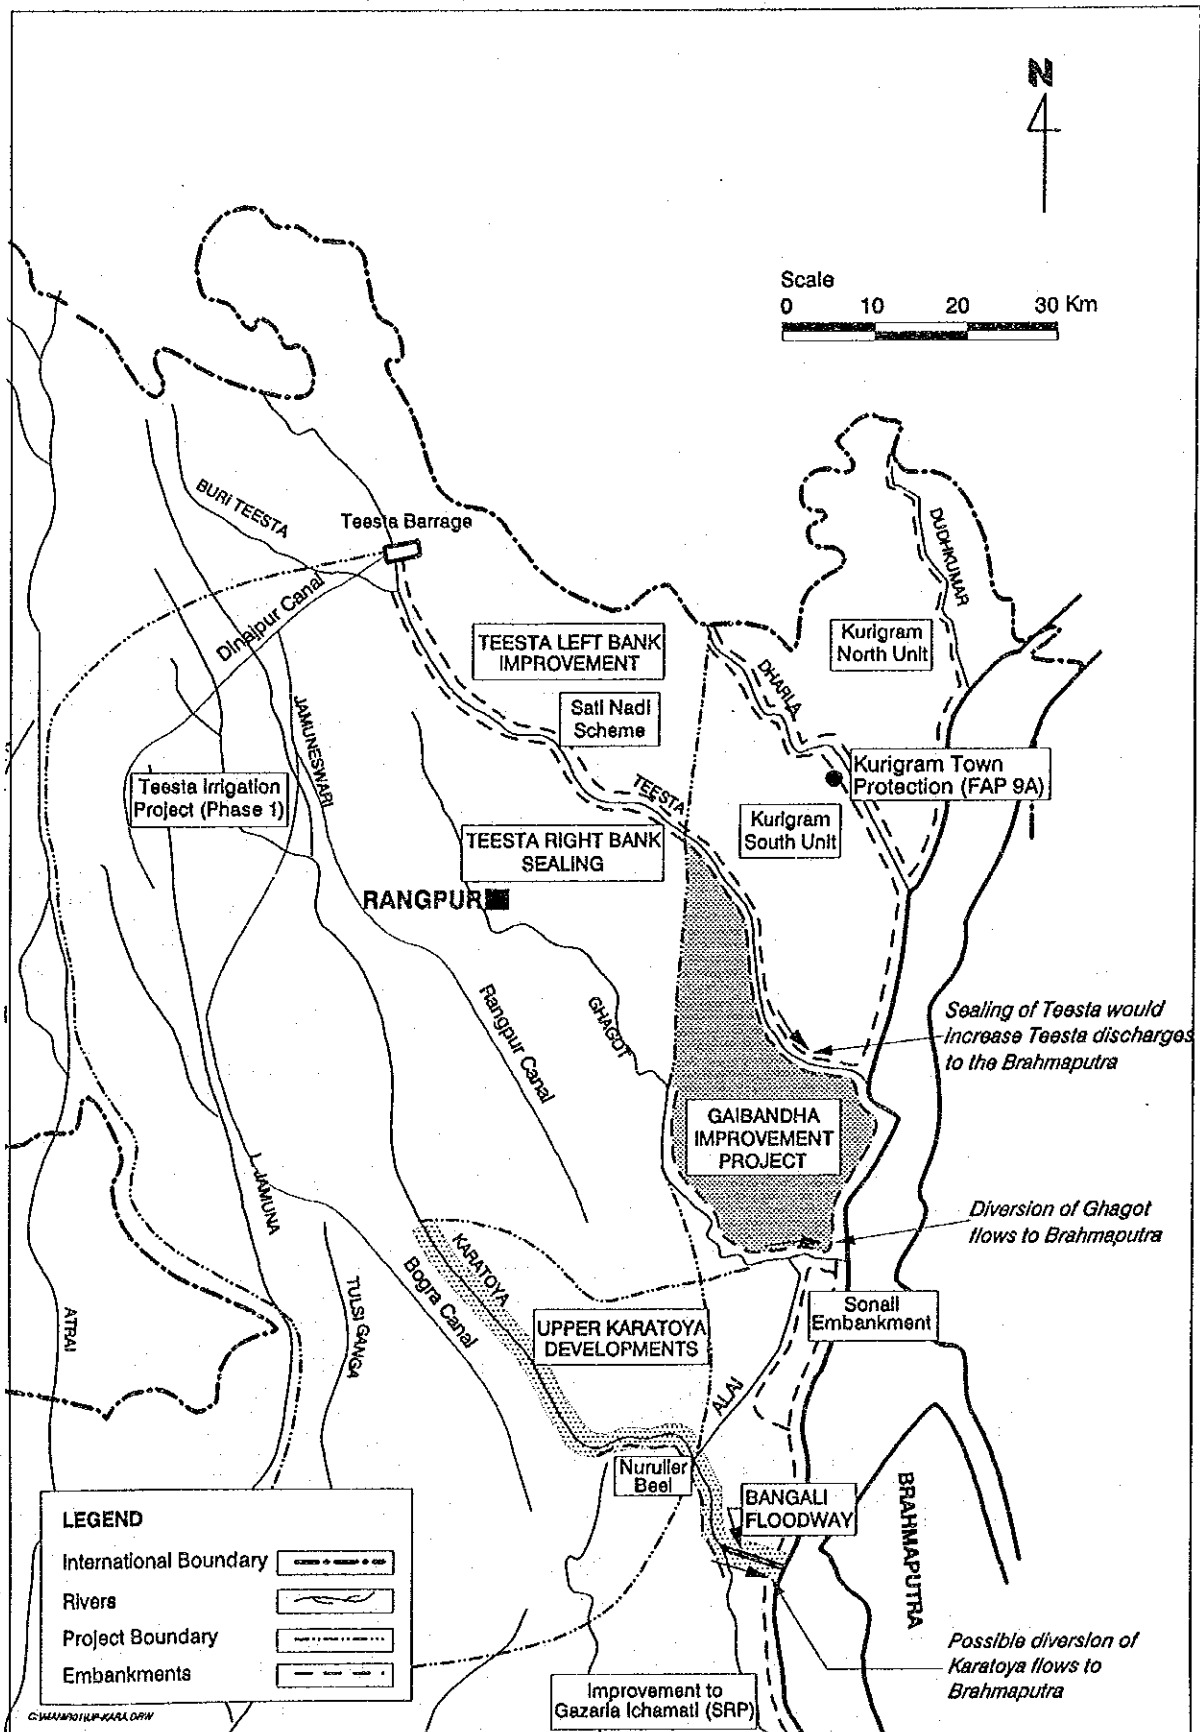 N
Scale
0 10 20 30 Km
BURI TEESTA
Teesta Barrage
DUDHKUMAR
Dinajpur Canal
TEESTA LEFT BANK
IMPROVEMENT
Kurigram
North Unit
DHARLA
Sati Nadi
Scheme
JAMUNESWARI
Teesta Irrigation
Project (Phase 1)
TEESTA
Kurigram Town
Protection (FAP 9A)
Kurigram
South Unit
TEESTA RIGHT BANK
SEALING
RANGPUR
Rangpur Canal
GHAGOT
Sealing of Teesta would
increase Teesta discharges
to the Brahmaputra
GAIBANDHA
IMPROVEMENT
PROJECT
L. JAMUNA
Diversion of Ghagot
flows to Brahmaputra
KARATOYA
Bogra Canal
TULSI GANGA
ATRAI
UPPER KARATOYA
DEVELOPMENTS
Sonail
Embankment
ALAI
Nurulier
Beel
BANGALI
FLOODWAY
BRAHMAPUTRA
LEGEND
International Boundary
Rivers
Project Boundary
Embankments
Possible diversion of
Karatoya flows to
Brahmaputra
Improvement to
Gazaria Ichamati (SRP)